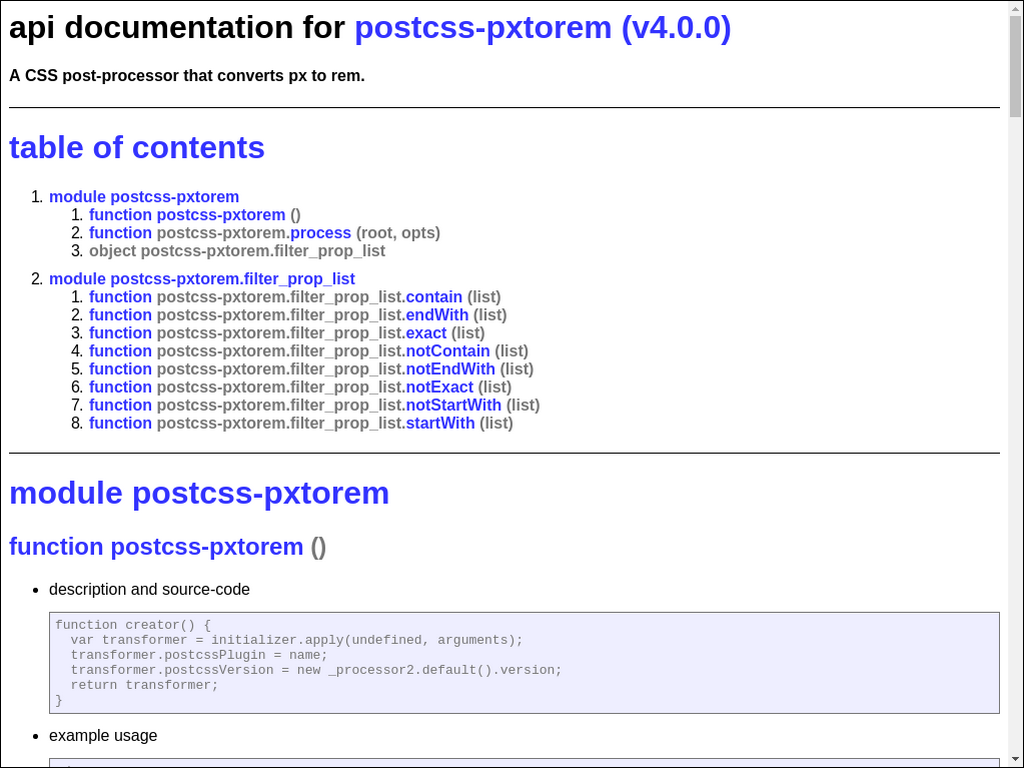 api documentation for postcss-pxtorem (v4.0.0)
A CSS post-processor that converts px to rem.
table of contents
1. module postcss-pxtorem
1. function postcss-pxtorem ()
2. function postcss-pxtorem.process (root, opts)
3. object postcss-pxtorem.filter_prop_list
2. module postcss-pxtorem.filter_prop_list
1. function postcss-pxtorem.filter_prop_list.contain (list)
2. function postcss-pxtorem.filter_prop_list.endWith (list)
3. function postcss-pxtorem.filter_prop_list.exact (list)
4. function postcss-pxtorem.filter_prop_list.notContain (list)
5. function postcss-pxtorem.filter_prop_list.notEndWith (list)
6. function postcss-pxtorem.filter_prop_list.notExact (list)
7. function postcss-pxtorem.filter_prop_list.notStartWith (list)
8. function postcss-pxtorem.filter_prop_list.startWith (list)
module postcss-pxtorem
function postcss-pxtorem ()
• description and source-code
function creator() {
  var transformer = initializer.apply(undefined, arguments);
  transformer.postcssPlugin = name;
  transformer.postcssVersion = new _processor2.default().version;
  return transformer;
}
• example usage